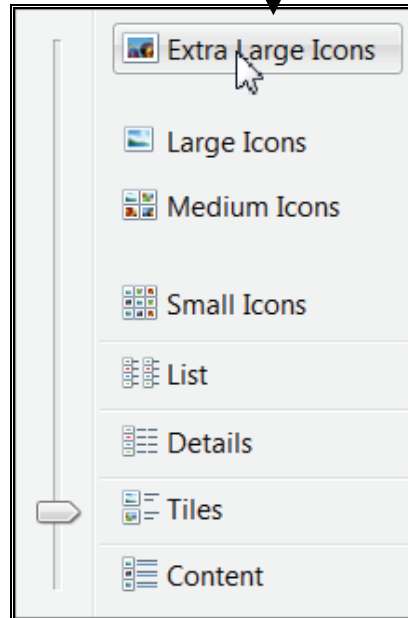 Extra Large Icons
Large Icons
Medium Icons
Small Icons
List
Details
Tiles
Content